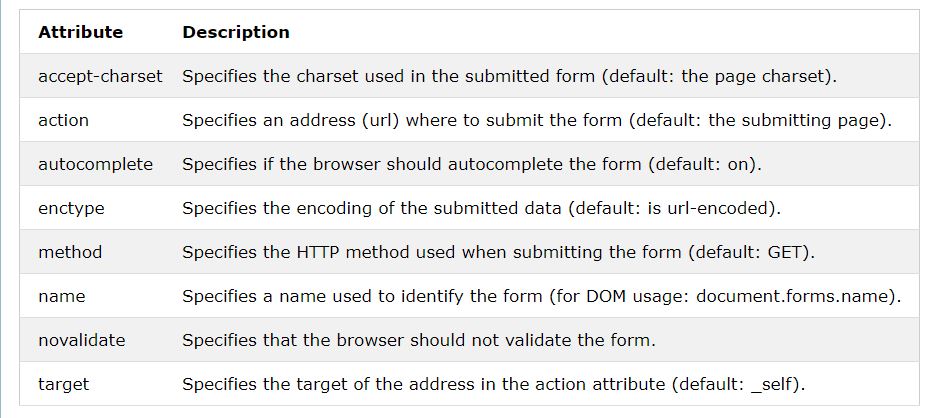 Attribute Description
accept-charset Specifies the charset used in the submitted form (default: the page charset).
action Specifies an address (url) where to submit the form (default: the submitting page).
autocomplete Specifies if the browser should autocomplete the form (default: on).
enctype Specifies the encoding of the submitted data (default: is url-encoded).
method Specifies the HTTP method used when submitting the form (default: GET).
name Specifies a name used to identify the form (for DOM usage: document.forms.name).
novalidate Specifies that the browser should not validate the form.
target Specifies the target of the address in the action attribute (default: _self).